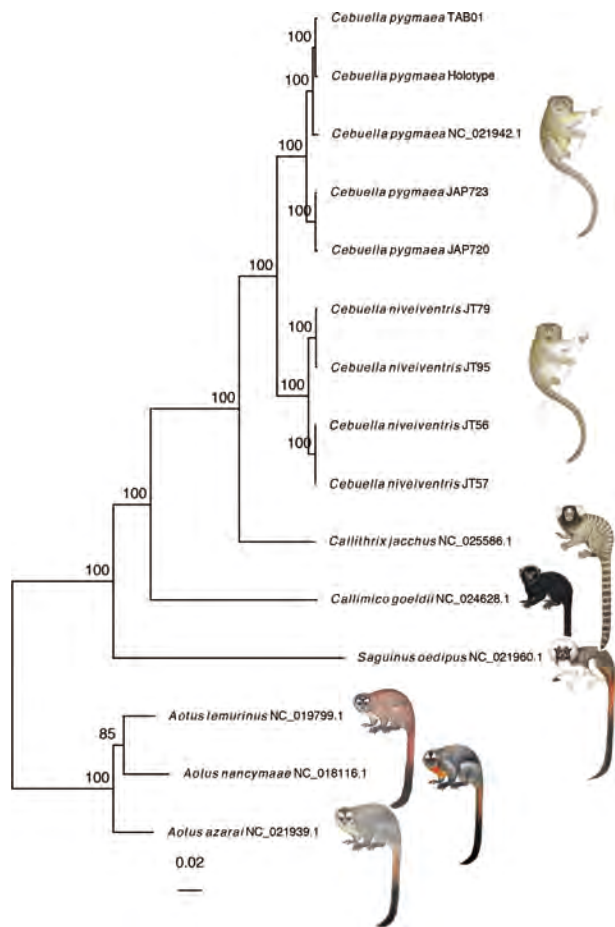 100
Cebuella pygmaea TAB01
100
Cebuella pygmaea Holotype
Cebuella pygmaea NC_021942.1
100
Cebuella pygmaea JAP723
100
Cebuella pygmaea JAP720
100
Cebuella niveiventris JT79
100
Cebuella niveiventris JT95
100
Cebuella niveiventris JT56
100
100
Cebuella niveiventris JT57
100
Callithrix jacchus NC_025586.1
100
Callimico goeldii NC_024628.1
Saguinus oedipus NC_021960.1
Aotus lemurinus NC_019799.1
85
Aotus nancymaae NC_018116.1
100
Aotus azarai NC_021939.1
0.02